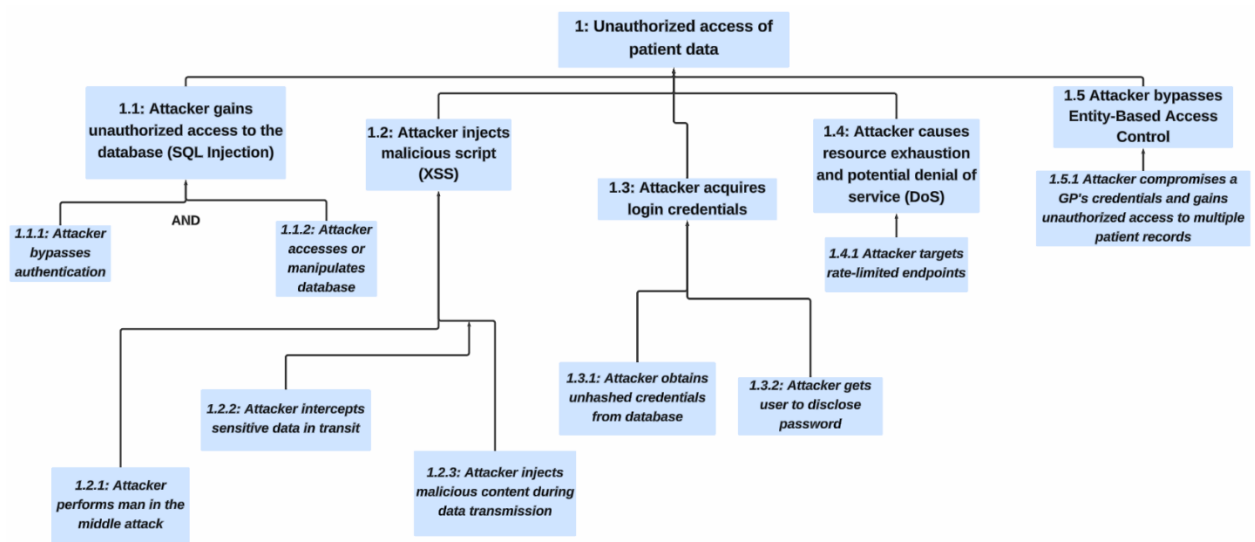 1: Unauthorized access of
patient data
1.1: Attacker gains
unauthorized access to the
database (SQL Injection)
1.2: Attacker injects
malicious script
(XSS)
1.3: Attacker acquires
login credentials
1.4: Attacker causes
resource exhaustion
and potential denial of
service (DoS)
1.5 Attacker bypasses
Entity-Based Access
Control
1.1.1: Attacker
bypasses
authentication
AND
1.1.2: Attacker
accesses or
manipulates
database
1.4.1 Attacker targets
rate-limited endpoints
1.5.1 Attacker compromises a
GP's credentials and gains
unauthorized access to multiple
patient records
1.2.1: Attacker
performs man in the
middle attack
1.2.2: Attacker intercepts
sensitive data in transit
1.2.3: Attacker injects
malicious content during
data transmission
1.3.1: Attacker obtains
unhashed credentials
from database
1.3.2: Attacker gets
user to disclose
password